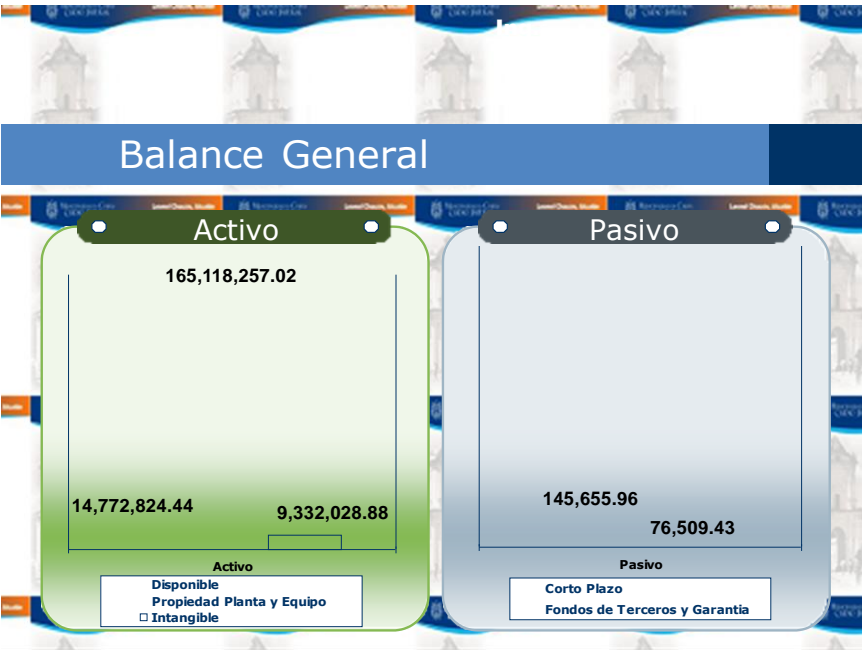 Balance General
Activo
165,118,257.02
14,772,824.44
9,332,028.88
Activo
Disponible
Propiedad Planta y Equipo
Intangible
Pasivo
145,655.96
76,509.43
Pasivo
Corto Plazo
Fondos de Terceros y Garantia